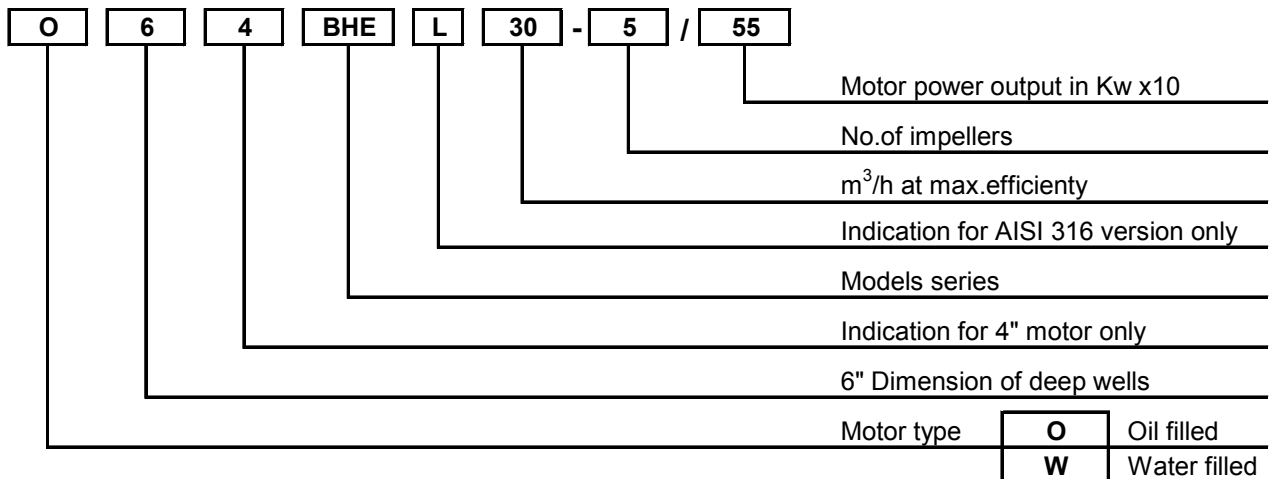 O 6 4 BHE L 30 - 5 / 55
Motor power output in Kw x10
No.of impellers
m³/h at max.efficienty
Indication for AISI 316 version only
Models series
Indication for 4" motor only
6" Dimension of deep wells
Motor type O Oil filled
W Water filled